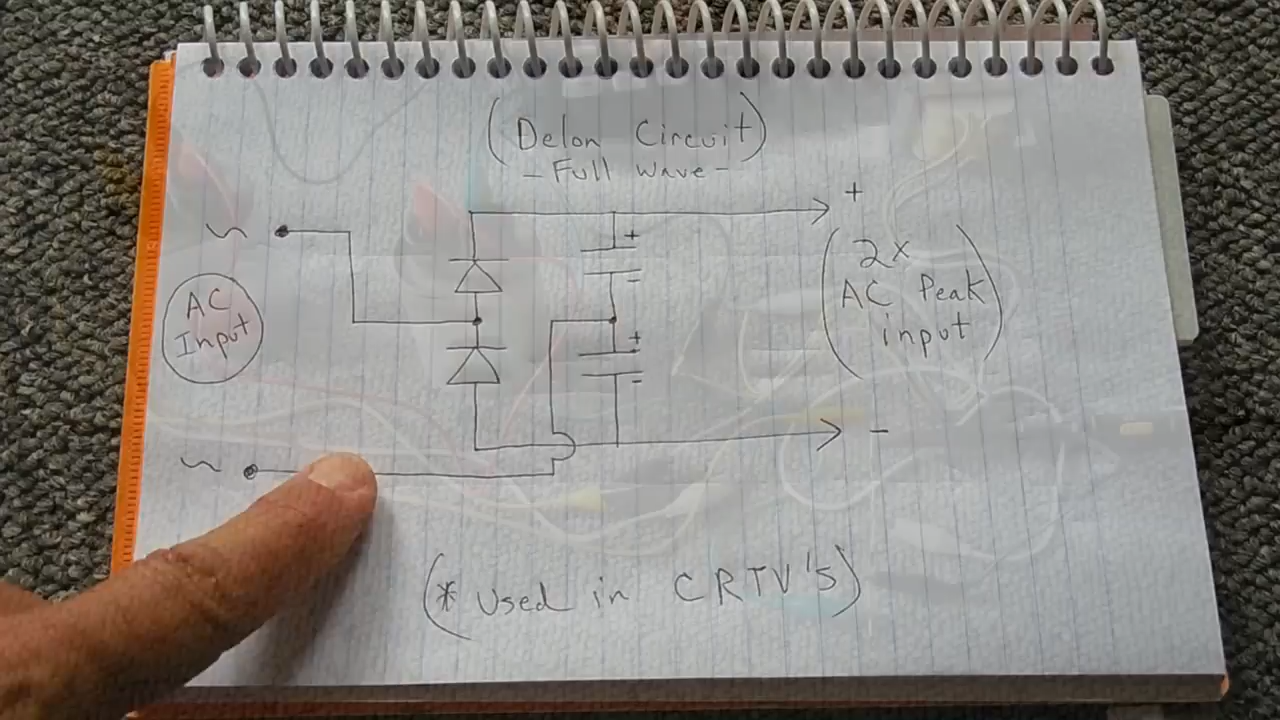 (Delon Circuit)
- Full wave -
+
~
(2x
AC Peak
input)
AC
Input
+
-
+
-
-
~
(* used in CRTV's)